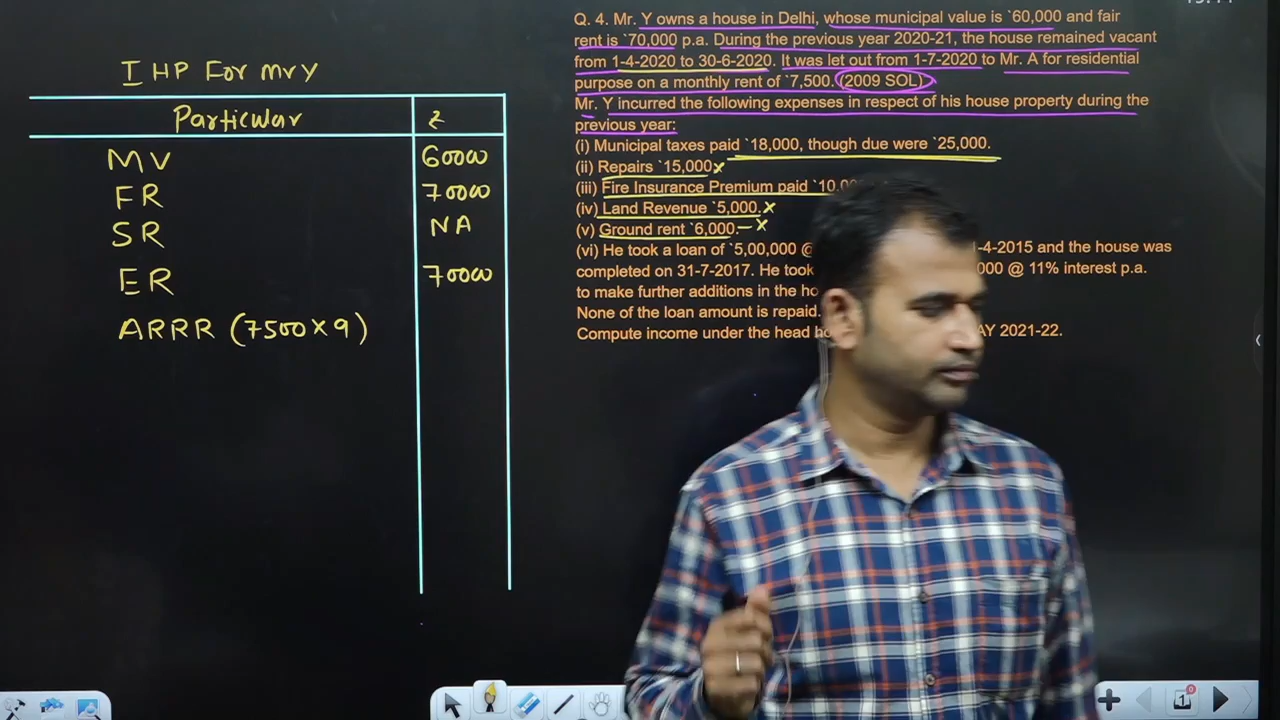 I HP For Mr Y
Particular ₹
MV 60000
FR 70000
SR NA
ER 70000
ARRR (7500×9)
Q. 4. Mr. Y owns a house in Delhi, whose municipal value is `60,000 and fair
rent is `70,000 p.a. During the previous year 2020-21, the house remained vacant
from 1-4-2020 to 30-6-2020. It was let out from 1-7-2020 to Mr. A for residential
purpose on a monthly rent of `7,500. (2009 SOL)
Mr. Y incurred the following expenses in respect of his house property during the
previous year:
(i) Municipal taxes paid `18,000, though due were `25,000.
(ii) Repairs `15,000 x
(iii) Fire Insurance Premium paid `10,00
(iv) Land Revenue `5,000. x
(v) Ground rent `6,000. x
(vi) He took a loan of `5,00,000 @ -4-2015 and the house was
completed on 31-7-2017. He took 000 @ 11% interest p.a.
to make further additions in the ho
None of the loan amount is repaid.
Compute income under the head ho AY 2021-22.